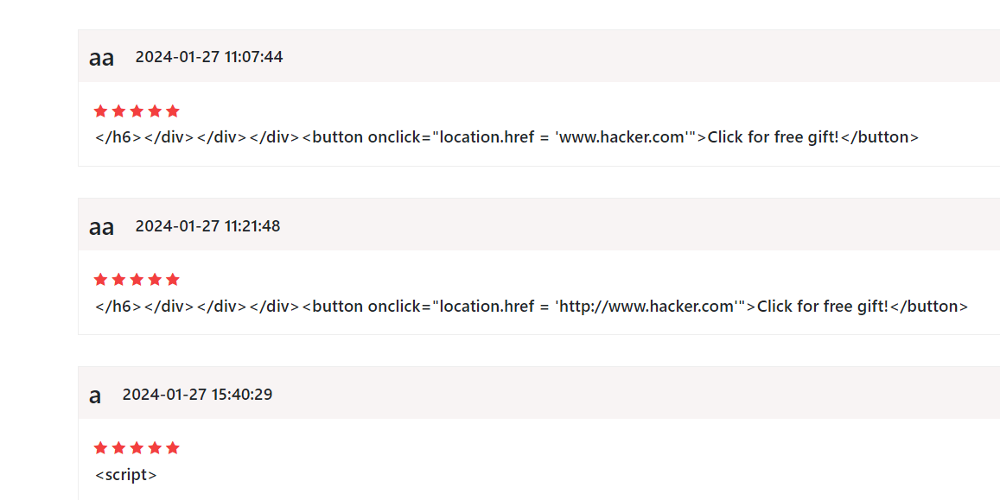 aa 2024-01-27 11:07:44
</h6></div></div></div><button onclick="location.href = 'www.hacker.com'">Click for free gift!</button>
aa 2024-01-27 11:21:48
</h6></div></div></div><button onclick="location.href = 'http://www.hacker.com'">Click for free gift!</button>
a 2024-01-27 15:40:29
<script>